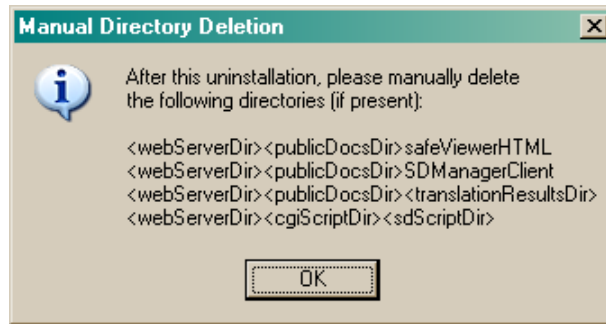 Manual Directory Deletion
After this uninstallation, please manually delete
the following directories (if present):
<webServerDir><publicDocsDir>safeViewerHTML
<webServerDir><publicDocsDir>SDManagerClient
<webServerDir><publicDocsDir><translationResultsDir>
<webServerDir><cgiScriptDir><sdScriptDir>
OK